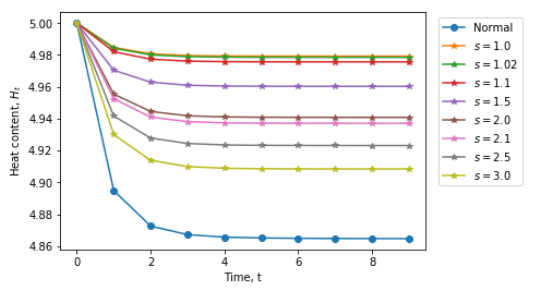 5.00
4.98
4.96
4.94
4.92
4.90
4.88
4.86
Heat content, H_t
0 2 4 6 8
Time, t
Normal
s = 1.0
s = 1.02
s = 1.1
s = 1.5
s = 2.0
s = 2.1
s = 2.5
s = 3.0